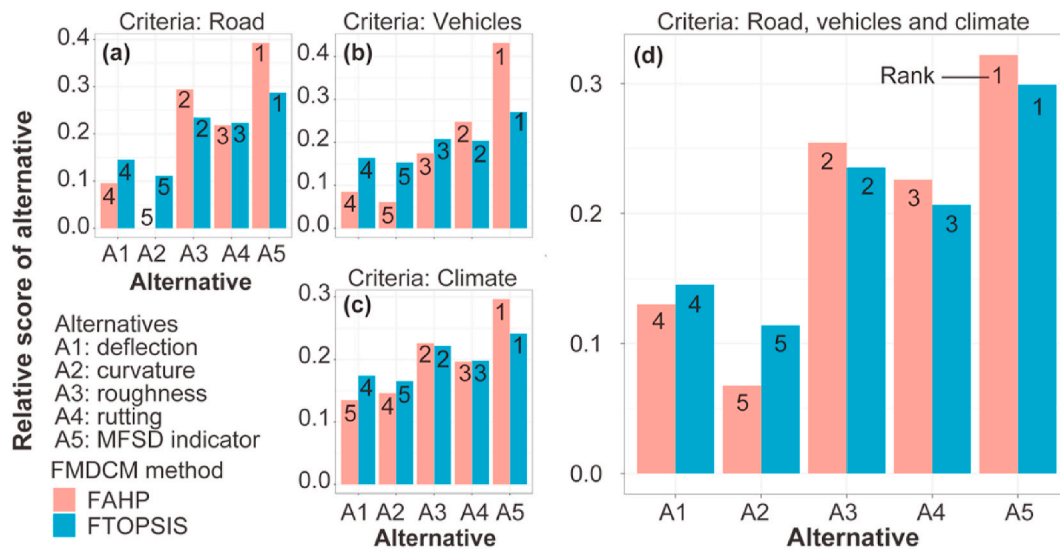 Relative score of alternative
Criteria: Road
(a)
0.4
0.3
0.2
0.1
0.0
4
4
5
5
2
2
3
3
1
1
A1 A2 A3 A4 A5
Alternative
Criteria: Vehicles
(b)
0.4
0.3
0.2
0.1
0.0
4
4
5
5
3
3
2
2
1
1
Criteria: Climate
(c)
0.3
0.2
0.1
0.0
5
4
4
5
2
2
3
3
1
1
A1 A2 A3 A4 A5
Alternatives
A1: deflection
A2: curvature
A3: roughness
A4: rutting
A5: MFSD indicator
FMDCM method
FAHP
FTOPSIS
Criteria: Road, vehicles and climate
(d)
0.3
0.2
0.1
0.0
Rank
4
4
5
5
2
2
3
3
1
1
A1 A2 A3 A4 A5
Alternative